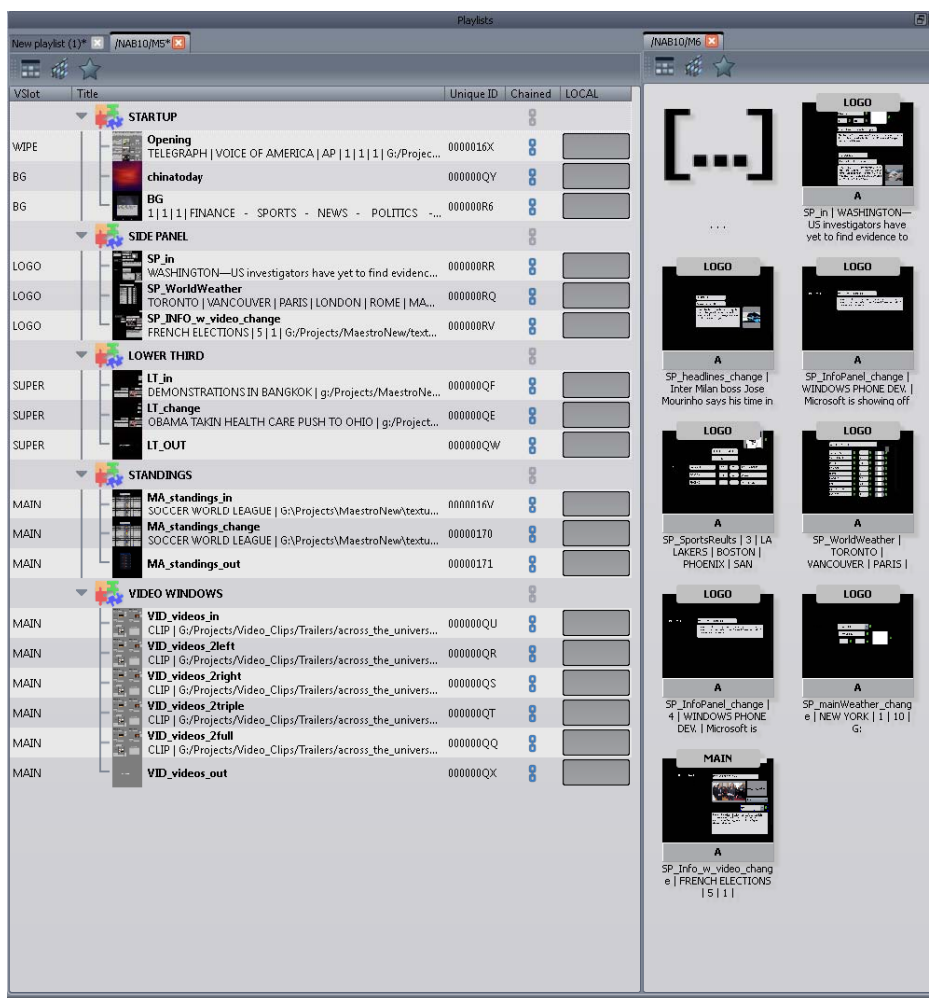 Playlists
New playlist (1)*
/NAB10/M5*
/NAB10/M6
VSlot Title Unique ID Chained LOCAL
STARTUP
WIPE Opening 0000016X
TELEGRAPH | VOICE OF AMERICA | AP | 1 | 1 | 1 | G:/Projec...
BG chinatoday 000000QY
BG BG 000000R6
1 | 1 | 1 | FINANCE - SPORTS - NEWS - POLITICS -...
SIDE PANEL
LOGO SP_in 000000RR
WASHINGTON—US investigators have yet to find evidenc...
LOGO SP_WorldWeather 000000RQ
TORONTO | VANCOUVER | PARIS | LONDON | ROME | MA...
LOGO SP_INFO_w_video_change 000000RV
FRENCH ELECTIONS | 5 | 1 | G:/Projects/MaestroNew/text...
LOWER THIRD
SUPER LT_in 000000QF
DEMONSTRATIONS IN BANGKOK | g:/Projects/MaestroNe...
SUPER LT_change 000000QE
OBAMA TAKIN HEALTH CARE PUSH TO OHIO | g:/Project...
SUPER LT_OUT 000000QW
STANDINGS
MAIN MA_standings_in 0000016V
SOCCER WORLD LEAGUE | G:\Projects\MaestroNew\textu...
MAIN MA_standings_change 00000170
SOCCER WORLD LEAGUE | G:\Projects\MaestroNew\textu...
MAIN MA_standings_out 00000171
VIDEO WINDOWS
MAIN VID_videos_in 000000QU
CLIP | G:/Projects/Video_Clips/Trailers/across_the_univers...
MAIN VID_videos_2left 000000QR
CLIP | G:/Projects/Video_Clips/Trailers/across_the_univers...
MAIN VID_videos_2right 000000QS
CLIP | G:/Projects/Video_Clips/Trailers/across_the_univers...
MAIN VID_videos_2triple 000000QT
CLIP | G:/Projects/Video_Clips/Trailers/across_the_univers...
MAIN VID_videos_2full 000000QQ
CLIP | G:/Projects/Video_Clips/Trailers/across_the_univers...
MAIN VID_videos_out 000000QX
[...]
...
LOGO
A
SP_in | WASHINGTON—
US investigators have
yet to find evidence to
LOGO
A
SP_headlines_change |
Inter Milan boss Jose
Mourinho says his time in
LOGO
A
SP_InfoPanel_change |
WINDOWS PHONE DEV. |
Microsoft is showing off
LOGO
A
SP_SportsReults | 3 | LA
LAKERS | BOSTON |
PHOENIX | SAN
LOGO
A
SP_WorldWeather |
TORONTO |
VANCOUVER | PARIS |
LOGO
A
SP_InfoPanel_change |
4 | WINDOWS PHONE
DEV. | Microsoft is
LOGO
A
SP_mainWeather_chang
e | NEW YORK | 1 | 10 |
G:
MAIN
A
SP_Info_w_video_chang
e | FRENCH ELECTIONS
| 5 | 1 |